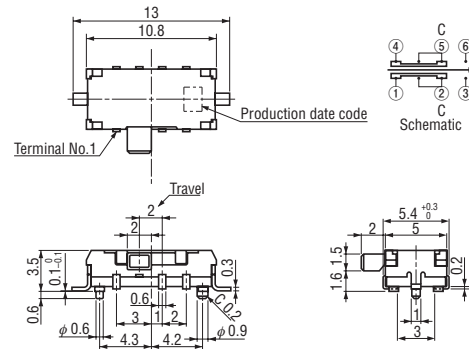 13
10.8
C
④ ⑤ ⑥
① ② ③
C
Schematic
Production date code
Terminal No.1
Travel
2
2
5.4 +0.3 0
2 5
3.5
0.1 0 -0.1
0.6
0.6
0.3
C0.2
1.5
1.6
0.2
φ0.6
3 1 2
φ0.9
1
4.3 4.2
3